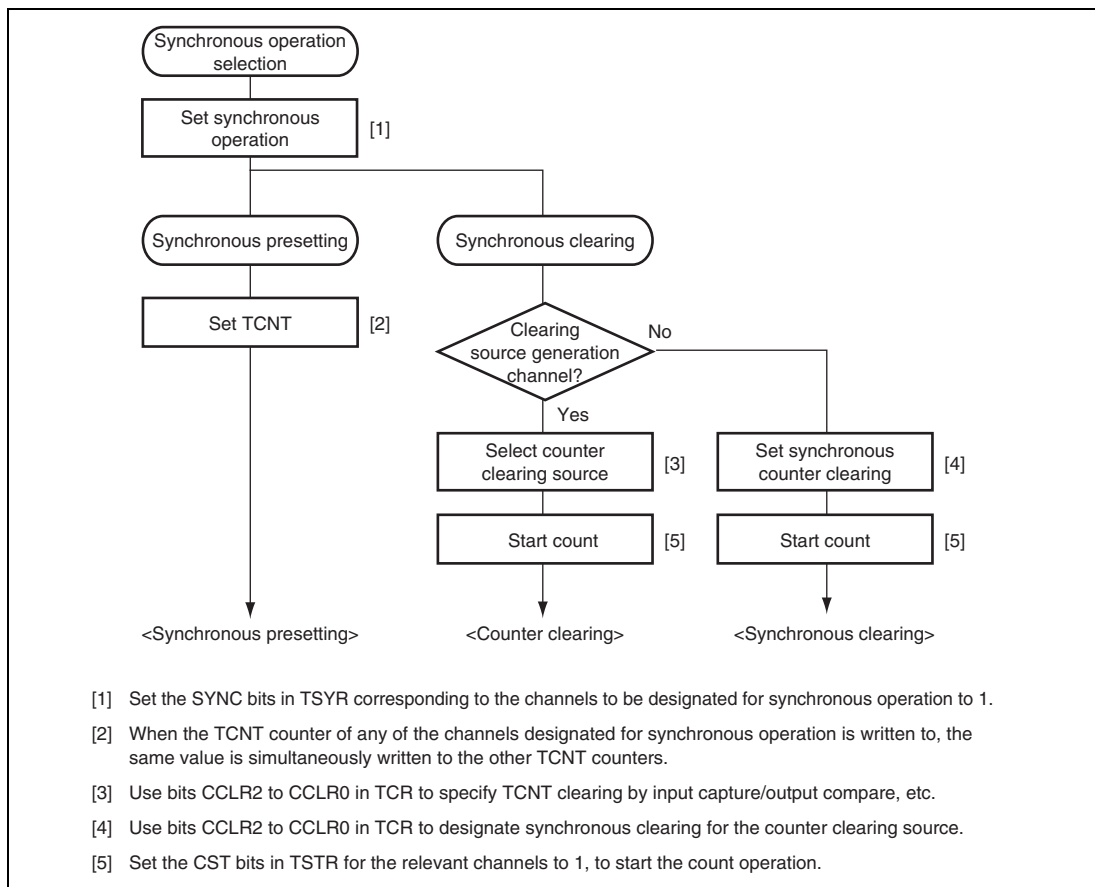 Synchronous operation
selection
Set synchronous
operation
[1]
Synchronous presetting
Synchronous clearing
Set TCNT
[2]
Clearing
source generation
channel?
No
Yes
Select counter
clearing source
[3]
Set synchronous
counter clearing
[4]
Start count
[5]
Start count
[5]
<Synchronous presetting>
<Counter clearing>
<Synchronous clearing>
[1] Set the SYNC bits in TSYR corresponding to the channels to be designated for synchronous operation to 1.
[2] When the TCNT counter of any of the channels designated for synchronous operation is written to, the
same value is simultaneously written to the other TCNT counters.
[3] Use bits CCLR2 to CCLR0 in TCR to specify TCNT clearing by input capture/output compare, etc.
[4] Use bits CCLR2 to CCLR0 in TCR to designate synchronous clearing for the counter clearing source.
[5] Set the CST bits in TSTR for the relevant channels to 1, to start the count operation.